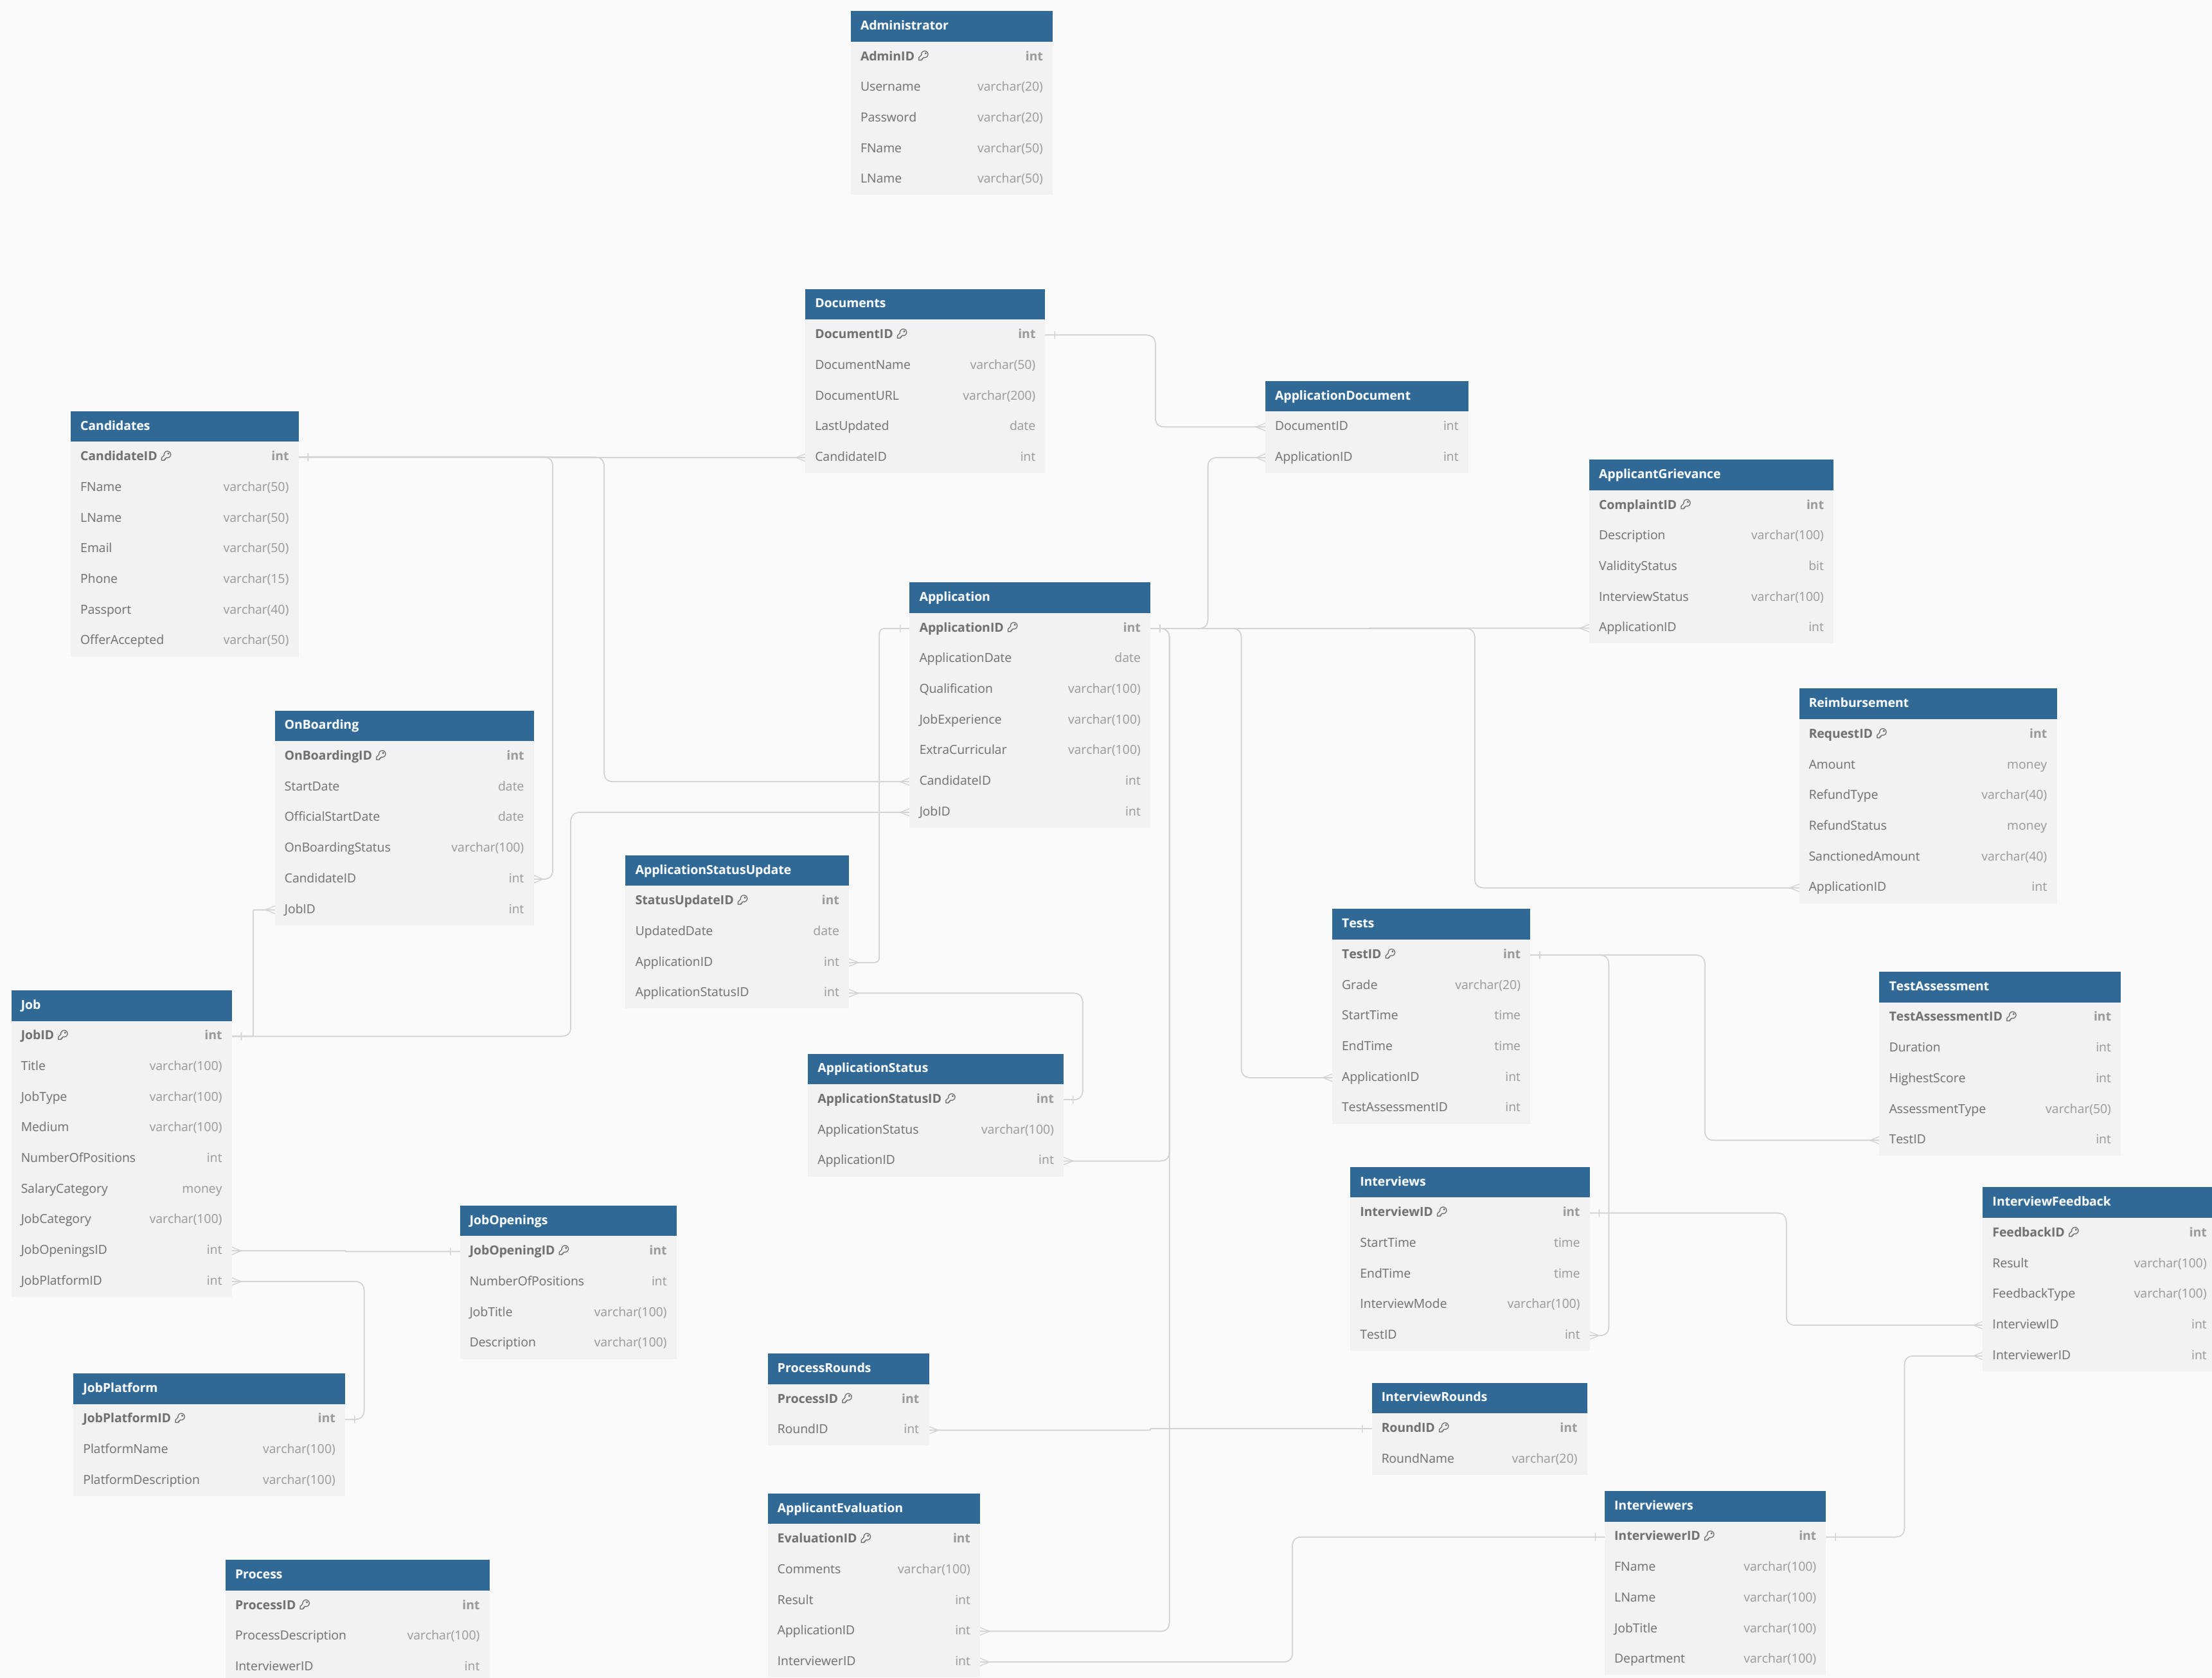 Administrator
AdminID int
Username varchar(20)
Password varchar(20)
FName varchar(50)
LName varchar(50)
Documents
DocumentID int
DocumentName varchar(50)
DocumentURL varchar(200)
LastUpdated date
CandidateID int
ApplicationDocument
DocumentID int
ApplicationID int
Candidates
CandidateID int
FName varchar(50)
LName varchar(50)
Email varchar(50)
Phone varchar(15)
Passport varchar(40)
OfferAccepted varchar(50)
ApplicantGrievance
ComplaintID int
Description varchar(100)
ValidityStatus bit
InterviewStatus varchar(100)
ApplicationID int
Application
ApplicationID int
ApplicationDate date
Qualification varchar(100)
JobExperience varchar(100)
ExtraCurricular varchar(100)
CandidateID int
JobID int
Reimbursement
RequestID int
Amount money
RefundType varchar(40)
RefundStatus money
SanctionedAmount varchar(40)
ApplicationID int
OnBoarding
OnBoardingID int
StartDate date
OfficialStartDate date
OnBoardingStatus varchar(100)
CandidateID int
JobID int
ApplicationStatusUpdate
StatusUpdateID int
UpdatedDate date
ApplicationID int
ApplicationStatusID int
Tests
TestID int
Grade varchar(20)
StartTime time
EndTime time
ApplicationID int
TestAssessmentID int
TestAssessment
TestAssessmentID int
Duration int
HighestScore int
AssessmentType varchar(50)
TestID int
Job
JobID int
Title varchar(100)
JobType varchar(100)
Medium varchar(100)
NumberOfPositions int
SalaryCategory money
JobCategory varchar(100)
JobOpeningsID int
JobPlatformID int
ApplicationStatus
ApplicationStatusID int
ApplicationStatus varchar(100)
ApplicationID int
Interviews
InterviewID int
StartTime time
EndTime time
InterviewMode varchar(100)
TestID int
InterviewFeedback
FeedbackID int
Result varchar(100)
FeedbackType varchar(100)
InterviewID int
InterviewerID int
JobOpenings
JobOpeningID int
NumberOfPositions int
JobTitle varchar(100)
Description varchar(100)
ProcessRounds
ProcessID int
RoundID int
JobPlatform
JobPlatformID int
PlatformName varchar(100)
PlatformDescription varchar(100)
InterviewRounds
RoundID int
RoundName varchar(20)
ApplicantEvaluation
EvaluationID int
Comments varchar(100)
Result int
ApplicationID int
InterviewerID int
Interviewers
InterviewerID int
FName varchar(100)
LName varchar(100)
JobTitle varchar(100)
Department varchar(100)
Process
ProcessID int
ProcessDescription varchar(100)
InterviewerID int